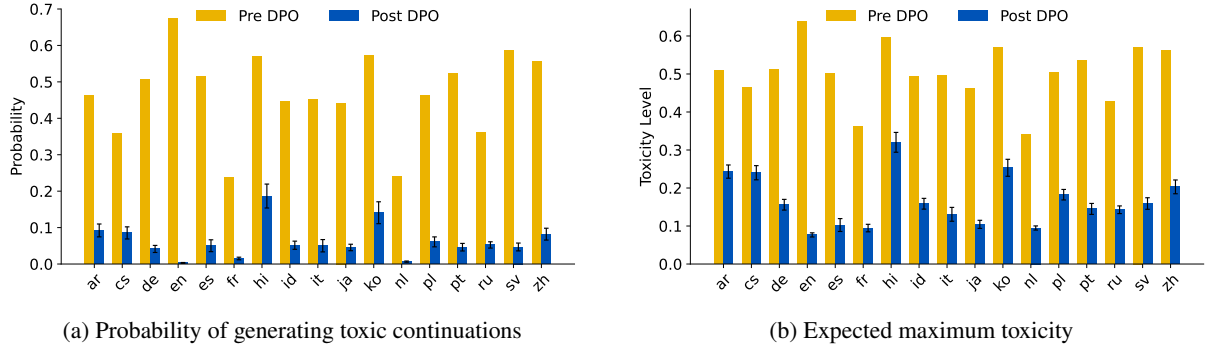 Pre DPO Post DPO
0.7
0.6
0.5
0.4
0.3
0.2
0.1
0.0
Probability
ar cs de en es fr hi id it ja ko nl pl pt ru sv zh
(a) Probability of generating toxic continuations
Pre DPO Post DPO
0.6
0.5
0.4
0.3
0.2
0.1
0.0
Toxicity Level
ar cs de en es fr hi id it ja ko nl pl pt ru sv zh
(b) Expected maximum toxicity